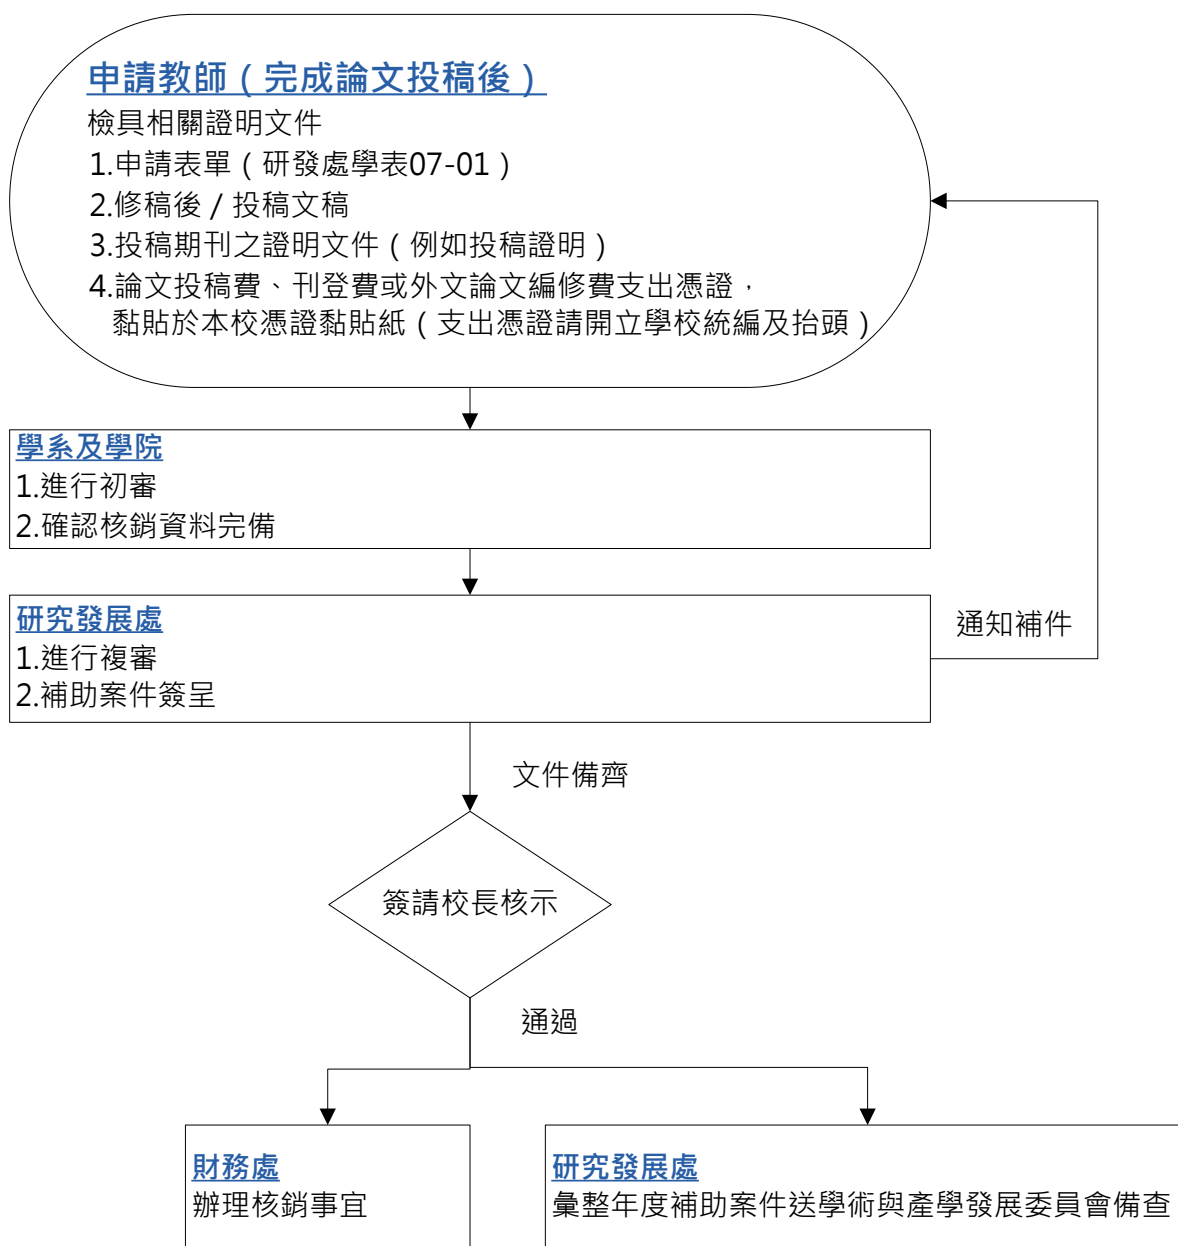 申請教師（完成論文投稿後）
檢具相關證明文件
1.申請表單（研發處學表07-01）
2.修稿後 / 投稿文稿
3.投稿期刊之證明文件（例如投稿證明）
4.論文投稿費、刊登費或外文論文編修費支出憑證，
黏貼於本校憑證黏貼紙（支出憑證請開立學校統編及抬頭）
學系及學院
1.進行初審
2.確認核銷資料完備
研究發展處
1.進行複審
2.補助案件簽呈
通知補件
文件備齊
簽請校長核示
通過
財務處
辦理核銷事宜
研究發展處
彙整年度補助案件送學術與產學發展委員會備查